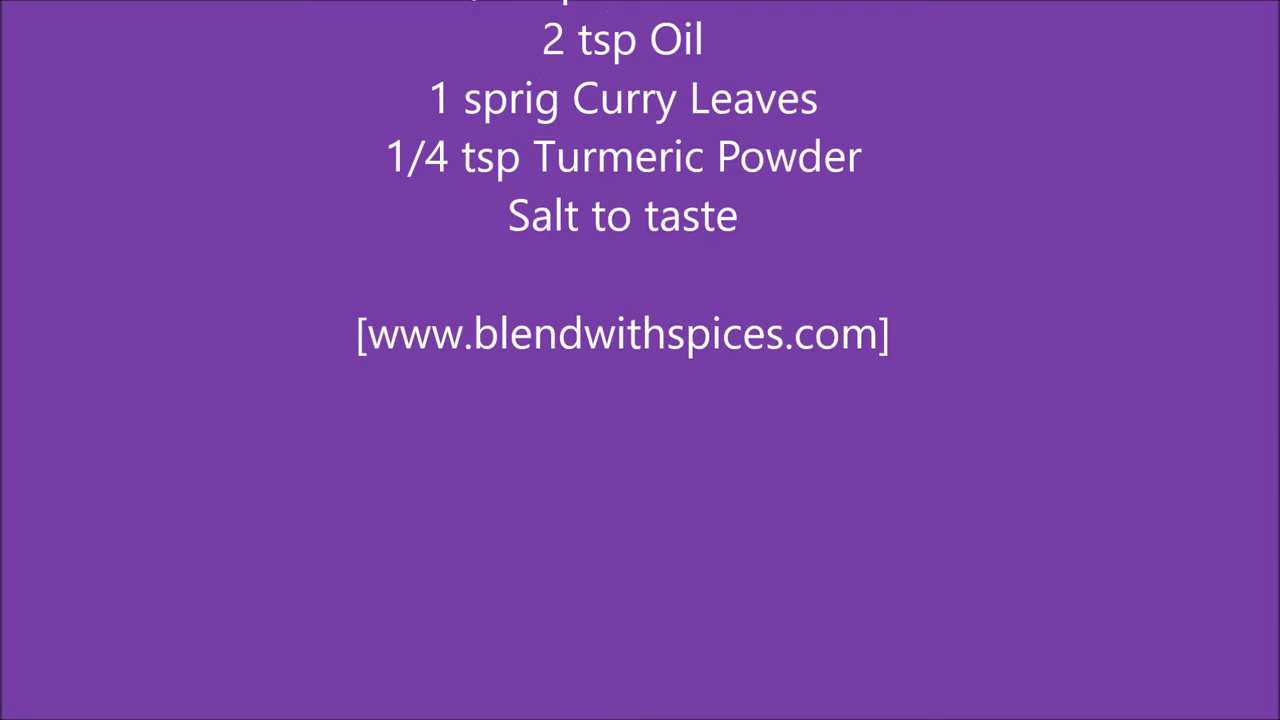 2 tsp Oil
1 sprig Curry Leaves
1/4 tsp Turmeric Powder
Salt to taste
[www.blendwithspices.com]